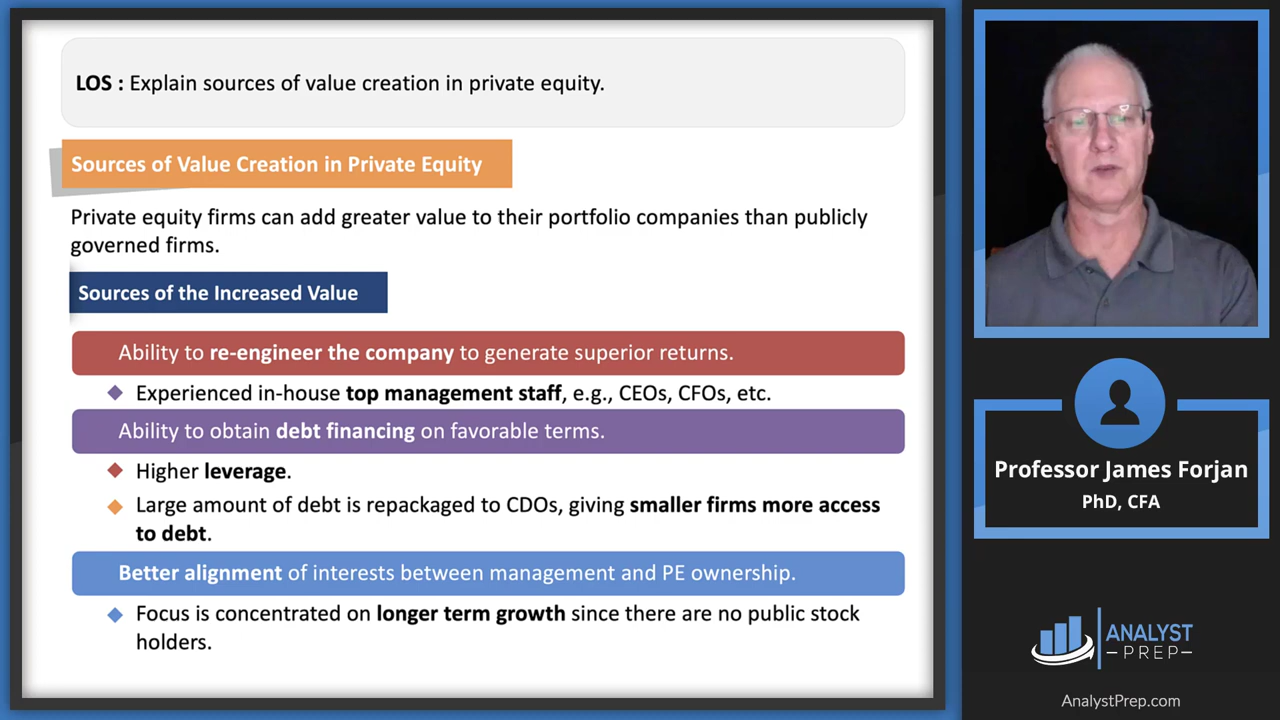 LOS : Explain sources of value creation in private equity.
Sources of Value Creation in Private Equity
Private equity firms can add greater value to their portfolio companies than publicly
governed firms.
Sources of the Increased Value
Ability to re-engineer the company to generate superior returns.
Experienced in-house top management staff, e.g., CEOs, CFOs, etc.
Ability to obtain debt financing on favorable terms.
Higher leverage.
Large amount of debt is repackaged to CDOs, giving smaller firms more access
to debt.
Better alignment of interests between management and PE ownership.
Focus is concentrated on longer term growth since there are no public stock
holders.
Professor James Forjan
PhD, CFA
ANALYST
PREP
AnalystPrep.com